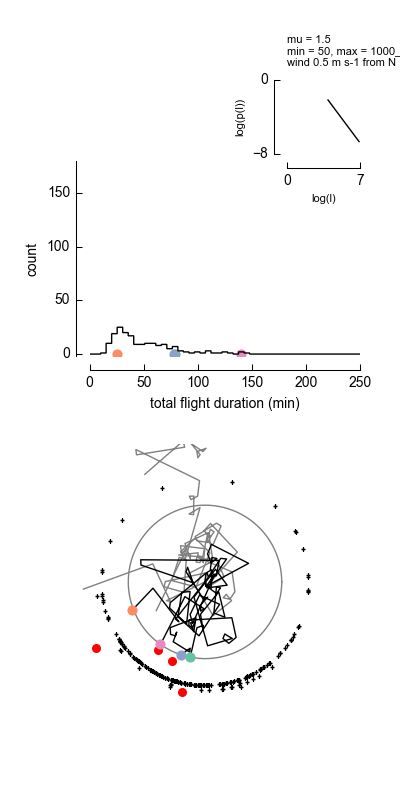 mu = 1.5
min = 50, max = 1000_
wind 0.5 m s-1 from N
0
log(p(l))
−8
0
7
log(l)
150
count
100
50
0
0
50
100
150
200
250
total flight duration (min)